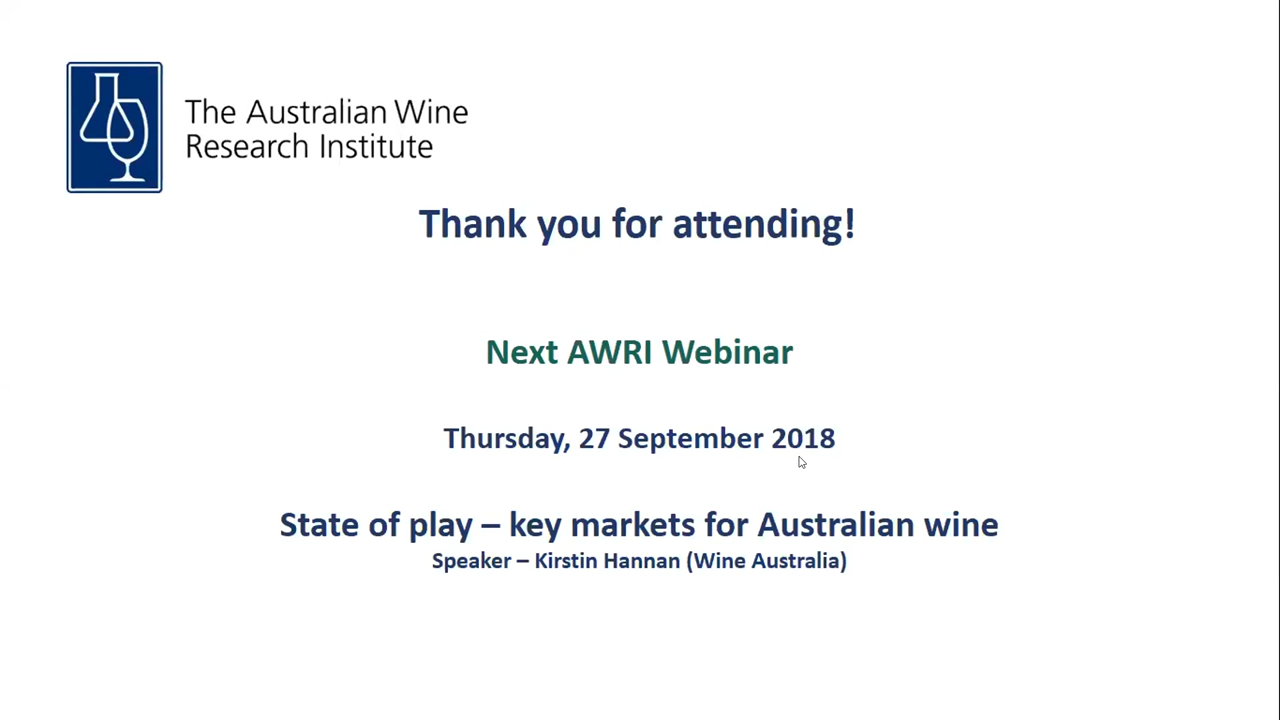 The Australian Wine
Research Institute
Thank you for attending!
Next AWRI Webinar
Thursday, 27 September 2018
State of play – key markets for Australian wine
Speaker – Kirstin Hannan (Wine Australia)